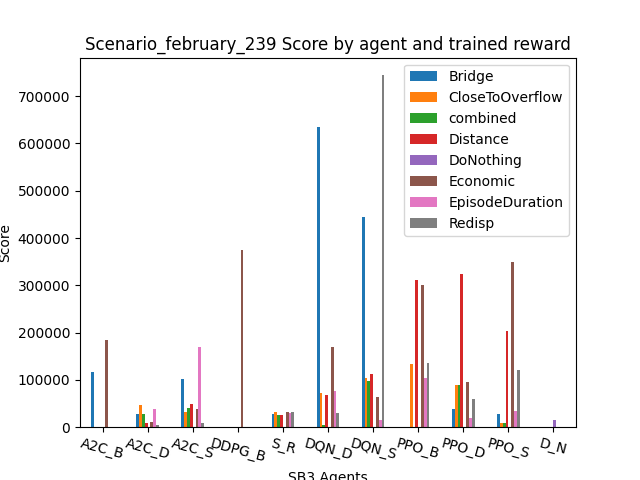 Scenario_february_239 Score by agent and trained reward
Bridge
CloseToOverflow
combined
Distance
DoNothing
Economic
EpisodeDuration
Redisp
700000
600000
500000
400000
300000
200000
100000
0
Score
A2C_B
A2C_D
A2C_S
DDPG_B
S_R
DQN_D
DQN_S
PPO_B
PPO_D
PPO_S
D_N
SB3 Agents